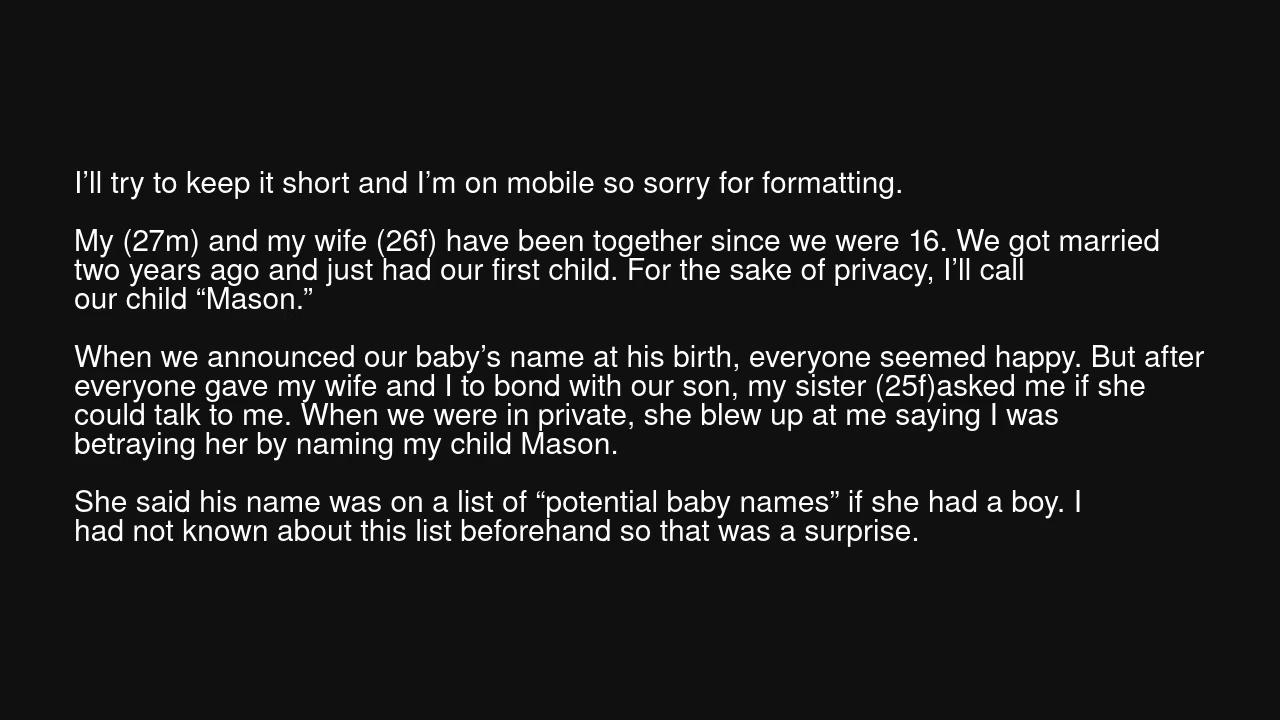 I’ll try to keep it short and I’m on mobile so sorry for formatting.
My (27m) and my wife (26f) have been together since we were 16. We got married
two years ago and just had our first child. For the sake of privacy, I’ll call
our child “Mason.”
When we announced our baby’s name at his birth, everyone seemed happy. But after
everyone gave my wife and I to bond with our son, my sister (25f)asked me if she
could talk to me. When we were in private, she blew up at me saying I was
betraying her by naming my child Mason.
She said his name was on a list of “potential baby names” if she had a boy. I
had not known about this list beforehand so that was a surprise.